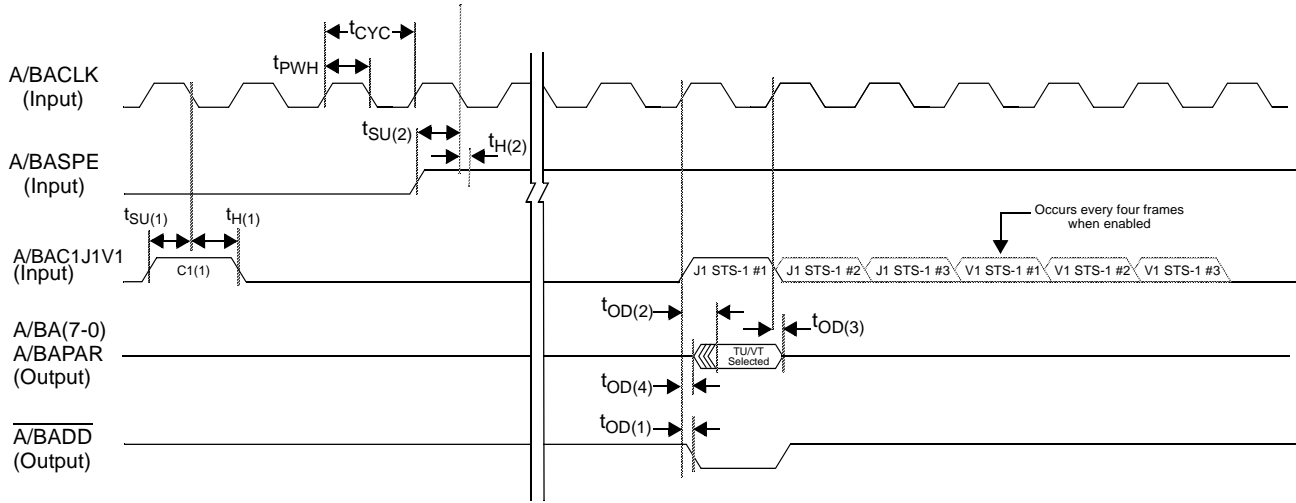 tCYC
tPWH
A/BACLK
(Input)
tSU(2)
tH(2)
A/BASPE
(Input)
tSU(1)
tH(1)
Occurs every four frames
when enabled
A/BAC1J1V1
(Input)
C1(1)
J1 STS-1 #1
J1 STS-1 #2
J1 STS-1 #3
V1 STS-1 #1
V1 STS-1 #2
V1 STS-1 #3
tOD(2)
tOD(3)
A/BA(7-0)
A/BAPAR
(Output)
TU/VT
Selected
tOD(4)
tOD(1)
A/BADD
(Output)